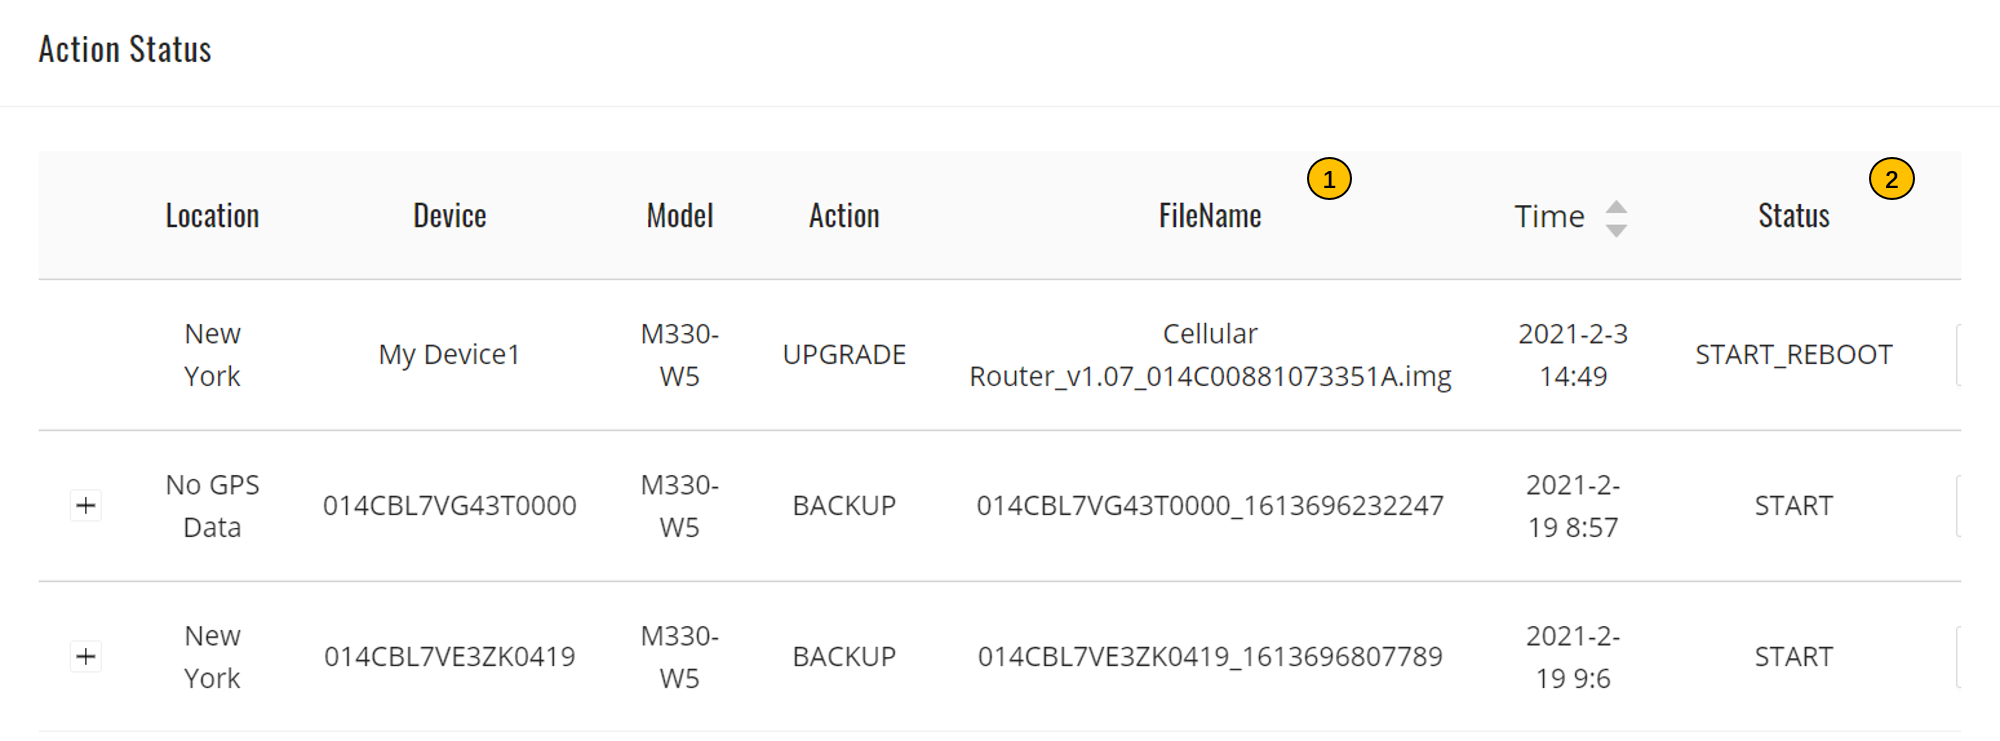 Action Status
1
2
Location Device Model Action FileName Time Status
New York My Device1 M330-W5 UPGRADE Cellular Router_v1.07_014C00881073351A.img 2021-2-3 14:49 START_REBOOT
No GPS Data 014CBL7VG43T0000 M330-W5 BACKUP 014CBL7VG43T0000_1613696232247 2021-2-19 8:57 START
New York 014CBL7VE3ZK0419 M330-W5 BACKUP 014CBL7VE3ZK0419_1613696807789 2021-2-19 9:6 START